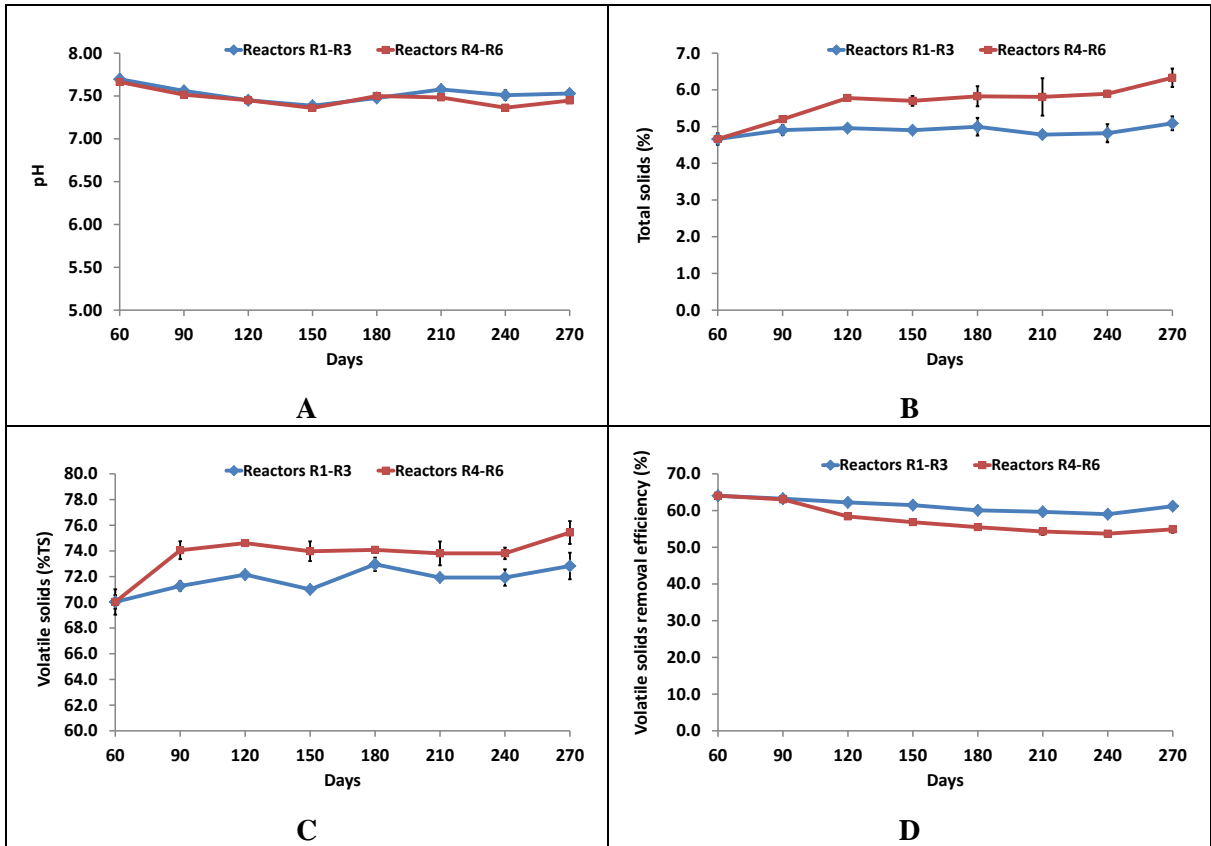 Reactors R1-R3 Reactors R4-R6
8.00
7.50
7.00
6.50
6.00
5.50
5.00
pH
60 90 120 150 180 210 240 270
Days
A
Reactors R1-R3 Reactors R4-R6
7.0
6.0
5.0
4.0
3.0
2.0
1.0
0.0
Total solids (%)
60 90 120 150 180 210 240 270
Days
B
Reactors R1-R3 Reactors R4-R6
80.0
78.0
76.0
74.0
72.0
70.0
68.0
66.0
64.0
62.0
60.0
Volatile solids (%TS)
60 90 120 150 180 210 240 270
Days
C
Reactors R1-R3 Reactors R4-R6
70.0
60.0
50.0
40.0
30.0
20.0
10.0
0.0
Volatile solids removal efficiency (%)
60 90 120 150 180 210 240 270
Days
D